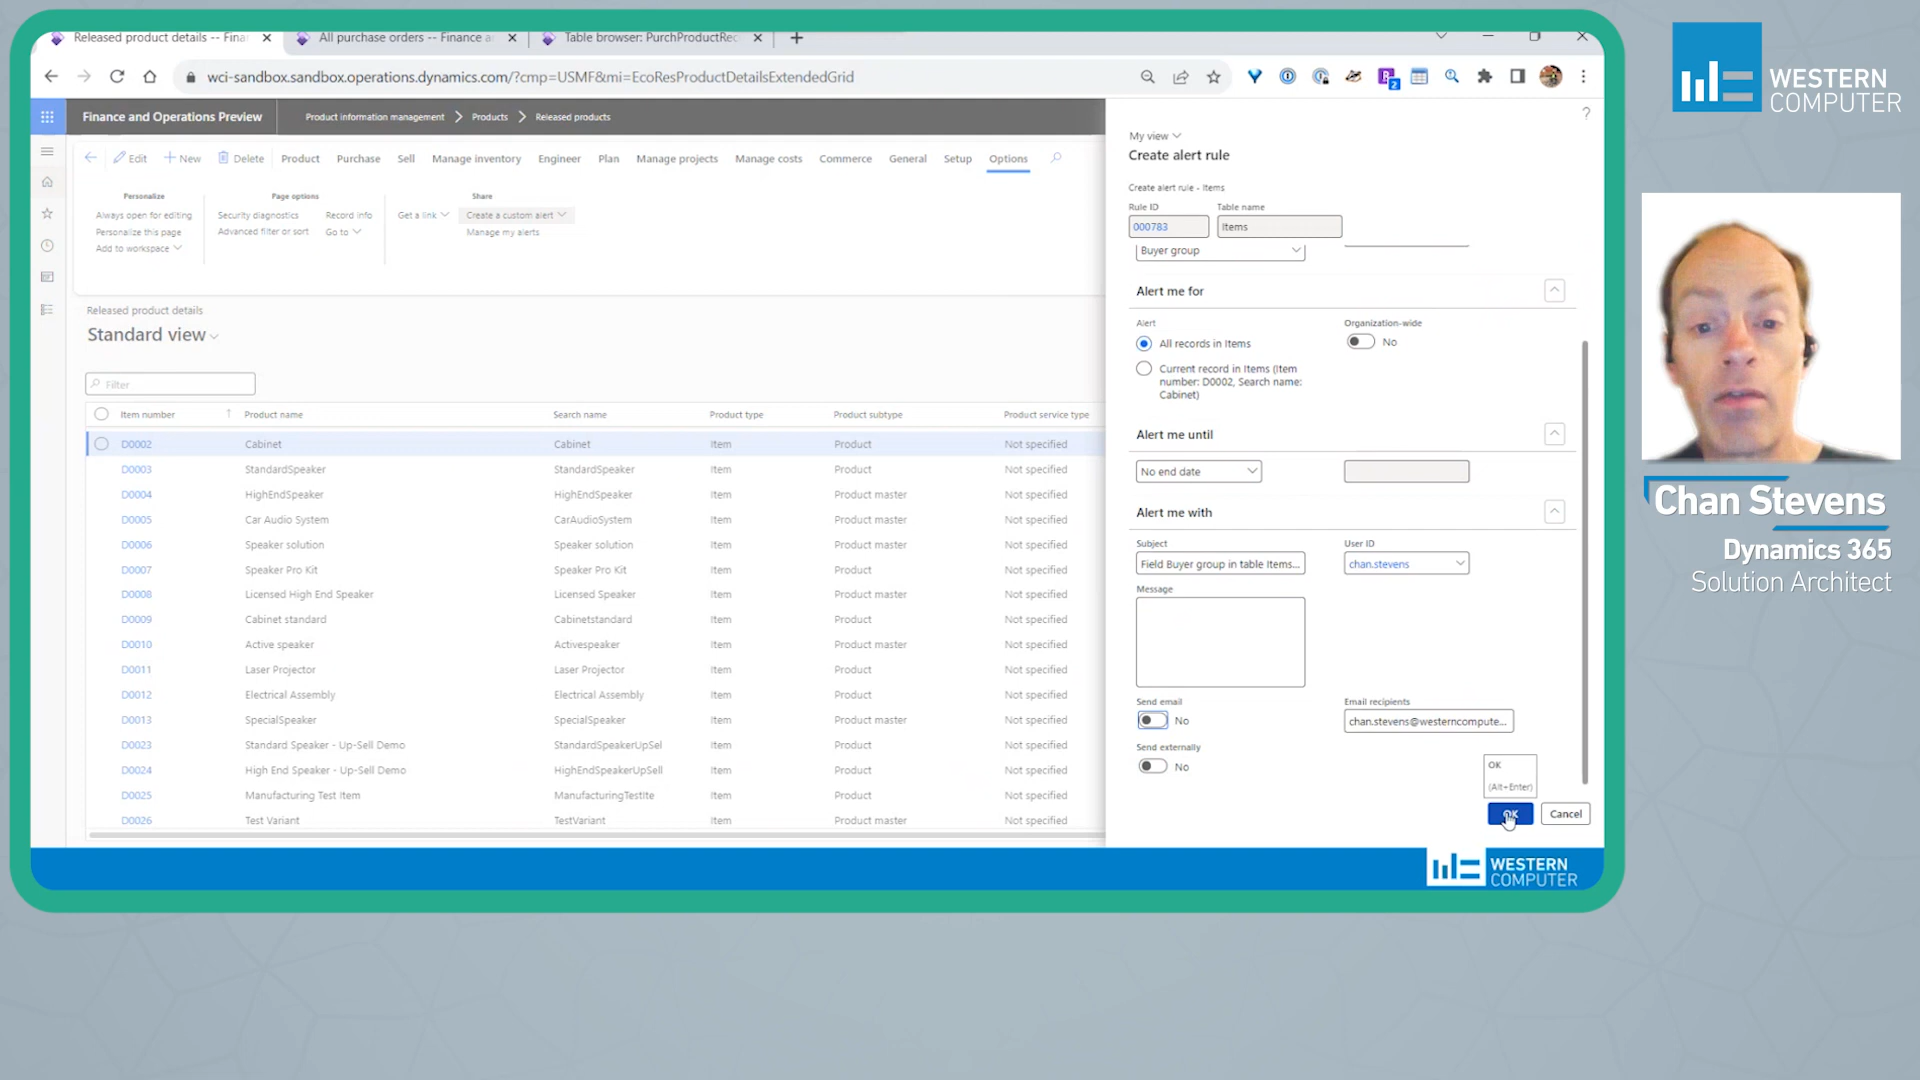 Released product details -- Fina
All purchase orders -- Finance a
Table browser: PurchProductRec
wci-sandbox.sandbox.operations.dynamics.com/?cmp=USMF&mi=EcoResProductDetailsExtendedGrid
2
WESTERN
COMPUTER
Finance and Operations Preview
Product information management
Products
Released products
?
Edit
New
Delete
Product
Purchase
Sell
Manage inventory
Engineer
Plan
Manage projects
Manage costs
Commerce
General
Setup
Options
Personalize
Always open for editing
Personalize this page
Add to workspace
Page options
Security diagnostics
Advanced filter or sort
Record info
Go to
Share
Get a link
Create a custom alert
Manage my alerts
Released product details
Standard view
Filter
Item number Product name Search name Product type Product subtype Product service type
D0002 Cabinet Cabinet Item Product Not specified
D0003 StandardSpeaker StandardSpeaker Item Product Not specified
D0004 HighEndSpeaker HighEndSpeaker Item Product master Not specified
D0005 Car Audio System CarAudioSystem Item Product master Not specified
D0006 Speaker solution Speaker solution Item Product master Not specified
D0007 Speaker Pro Kit Speaker Pro Kit Item Product Not specified
D0008 Licensed High End Speaker Licensed Speaker Item Product master Not specified
D0009 Cabinet standard Cabinetstandard Item Product Not specified
D0010 Active speaker Activespeaker Item Product master Not specified
D0011 Laser Projector Laser Projector Item Product Not specified
D0012 Electrical Assembly Electrical Assembly Item Product Not specified
D0013 SpecialSpeaker SpecialSpeaker Item Product master Not specified
D0023 Standard Speaker - Up-Sell Demo StandardSpeakerUpSel Item Product Not specified
D0024 High End Speaker - Up-Sell Demo HighEndSpeakerUpSell Item Product Not specified
D0025 Manufacturing Test Item ManufacturingTestIte Item Product Not specified
D0026 Test Variant TestVariant Item Product master Not specified
My view
Create alert rule
Create alert rule - Items
Rule ID
000783
Table name
Items
Buyer group
Alert me for
Alert
All records in Items
Current record in Items (Item
number: D0002, Search name:
Cabinet)
Organization-wide
No
Alert me until
No end date
Alert me with
Subject
Field Buyer group in table Items...
User ID
chan.stevens
Message
Send email
No
Email recipients
chan.stevens@westerncompute...
Send externally
No
OK
(Alt+Enter)
OK
Cancel
WESTERN
COMPUTER
Chan Stevens
Dynamics 365
Solution Architect